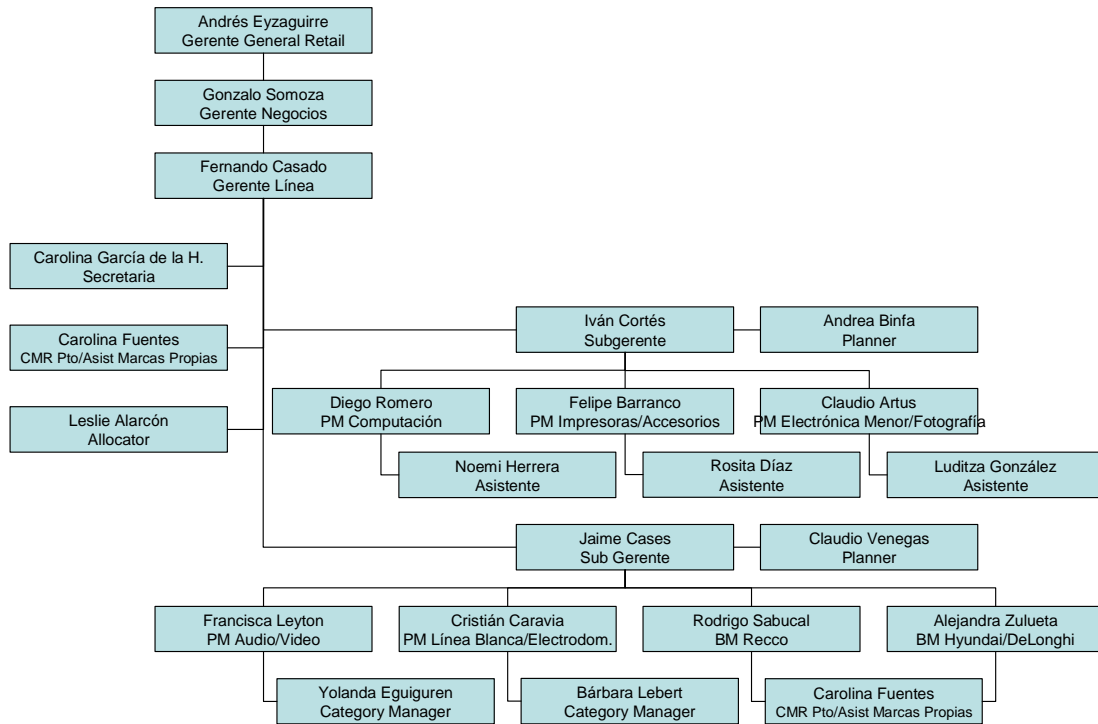 Andrés Eyzaguirre
Gerente General Retail
Gonzalo Somoza
Gerente Negocios
Fernando Casado
Gerente Línea
Carolina García de la H.
Secretaria
Carolina Fuentes
CMR Pto/Asist Marcas Propias
Leslie Alarcón
Allocator
Iván Cortés
Subgerente
Andrea Binfa
Planner
Diego Romero
PM Computación
Felipe Barranco
PM Impresoras/Accesorios
Claudio Artus
PM Electrónica Menor/Fotografía
Noemi Herrera
Asistente
Rosita Díaz
Asistente
Luditza González
Asistente
Jaime Cases
Sub Gerente
Claudio Venegas
Planner
Francisca Leyton
PM Audio/Video
Cristián Caravia
PM Línea Blanca/Electrodom.
Rodrigo Sabucal
BM Recco
Alejandra Zulueta
BM Hyundai/DeLonghi
Yolanda Eguiguren
Category Manager
Bárbara Lebert
Category Manager
Carolina Fuentes
CMR Pto/Asist Marcas Propias